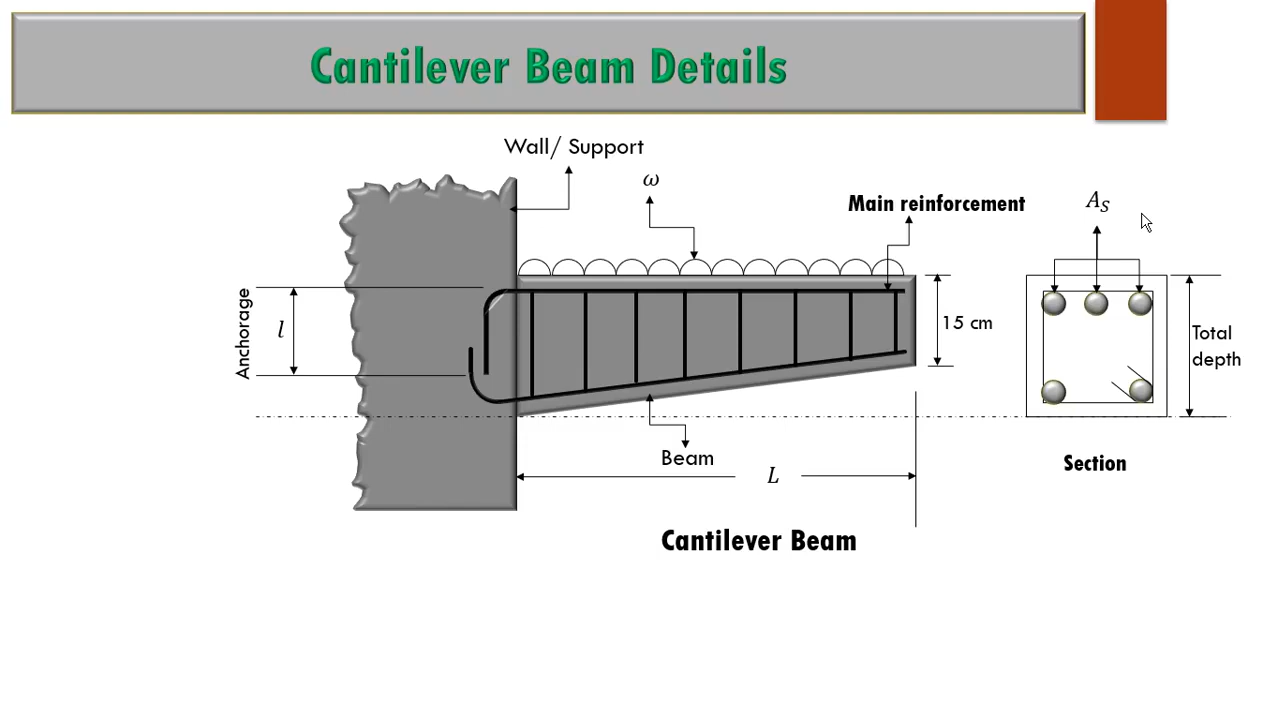 Cantilever Beam Details
Wall/ Support
ω
Main reinforcement
A_S
Anchorage
l
15 cm
Total
depth
Beam
L
Section
Cantilever Beam